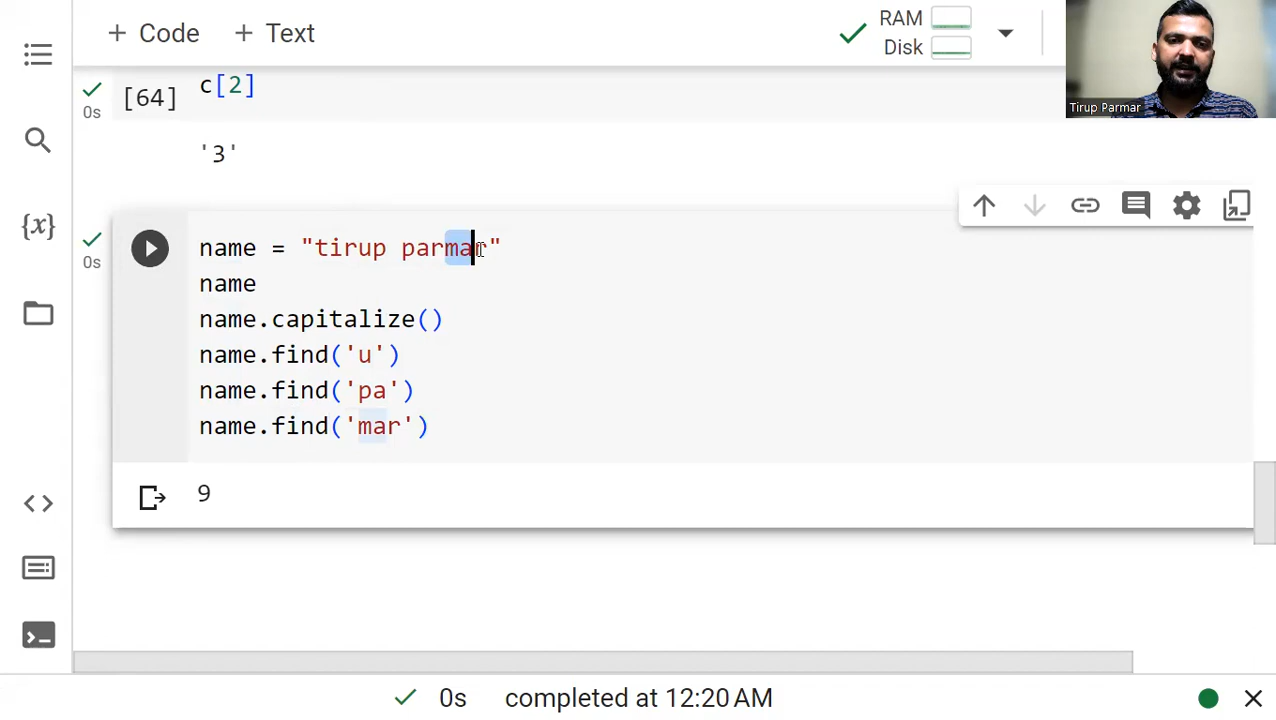 + Code + Text
RAM
Disk
Tirup Parmar
c[2]
[64]
0s
'3'
{x}
0s
name = "tirup parmar"
name
name.capitalize()
name.find('u')
name.find('pa')
name.find('mar')
9
0s completed at 12:20 AM